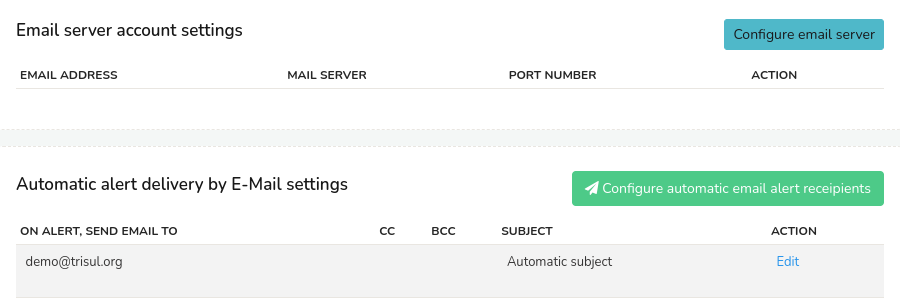 Email server account settings
Configure email server
EMAIL ADDRESS MAIL SERVER PORT NUMBER ACTION
Automatic alert delivery by E-Mail settings
Configure automatic email alert receipients
ON ALERT, SEND EMAIL TO CC BCC SUBJECT ACTION
demo@trisul.org Automatic subject Edit